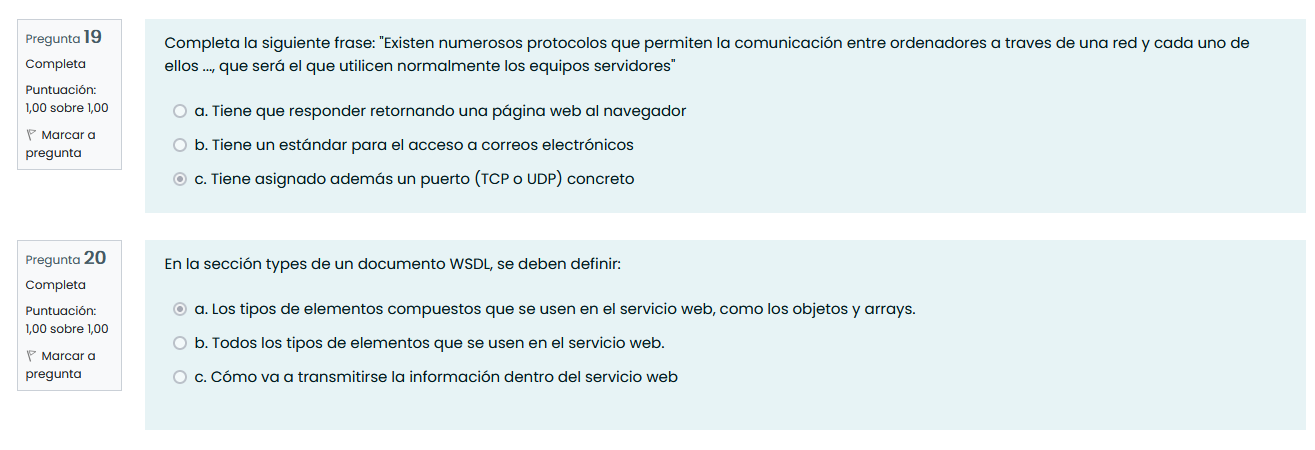 Pregunta 19
Completa
Puntuación:
1,00 sobre 1,00
Marcar a
pregunta
Completa la siguiente frase: "Existen numerosos protocolos que permiten la comunicación entre ordenadores a traves de una red y cada uno de
ellos ..., que será el que utilicen normalmente los equipos servidores"
a. Tiene que responder retornando una página web al navegador
b. Tiene un estándar para el acceso a correos electrónicos
c. Tiene asignado además un puerto (TCP o UDP) concreto
Pregunta 20
Completa
Puntuación:
1,00 sobre 1,00
Marcar a
pregunta
En la sección types de un documento WSDL, se deben definir:
a. Los tipos de elementos compuestos que se usen en el servicio web, como los objetos y arrays.
b. Todos los tipos de elementos que se usen en el servicio web.
c. Cómo va a transmitirse la información dentro del servicio web